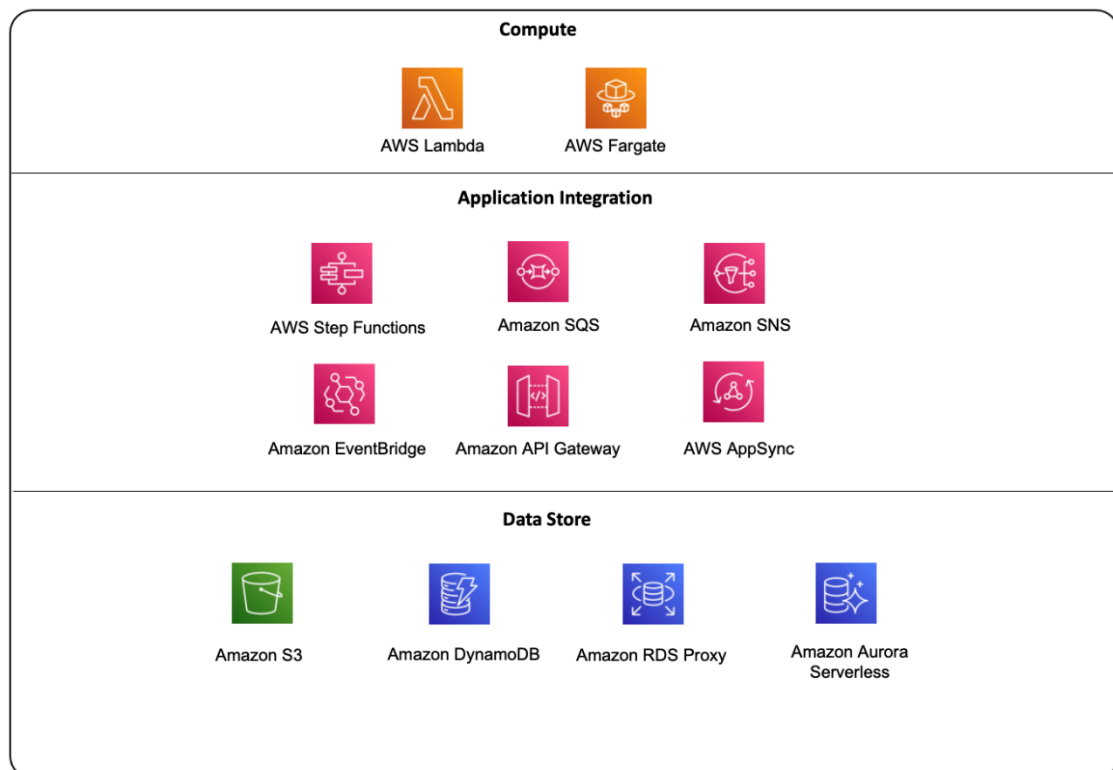 Compute
AWS Lambda
AWS Fargate
Application Integration
AWS Step Functions
Amazon SQS
Amazon SNS
Amazon EventBridge
Amazon API Gateway
AWS AppSync
Data Store
Amazon S3
Amazon DynamoDB
Amazon RDS Proxy
Amazon Aurora
Serverless